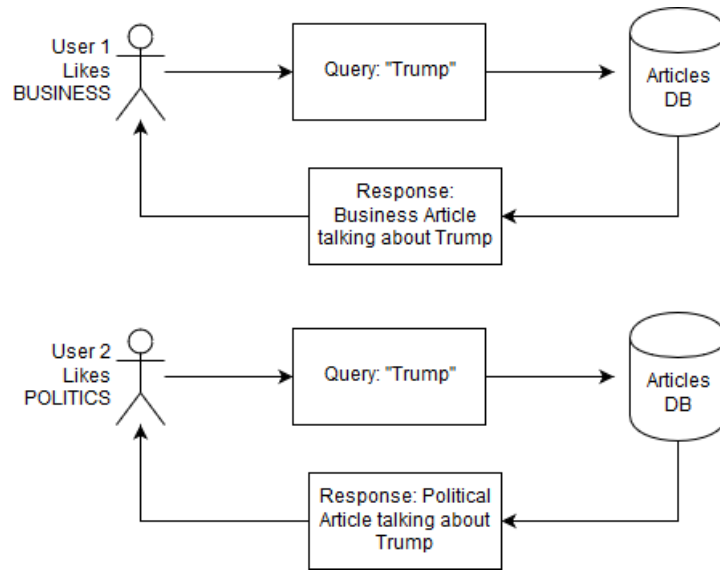 User 1
Likes
BUSINESS
Query: "Trump"
Articles
DB
Response:
Business Article
talking about Trump
User 2
Likes
POLITICS
Query: "Trump"
Articles
DB
Response: Political
Article talking about
Trump